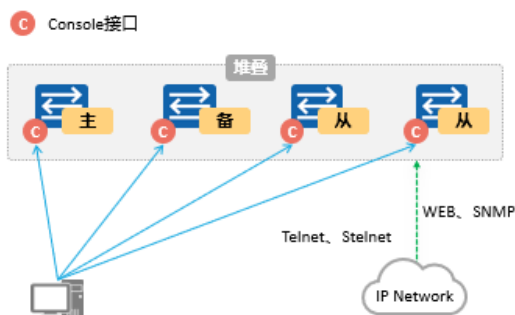 C Console接口
堆叠
主
备
从
从
C
C
C
C
WEB、SNMP
Telnet、Stelnet
IP Network